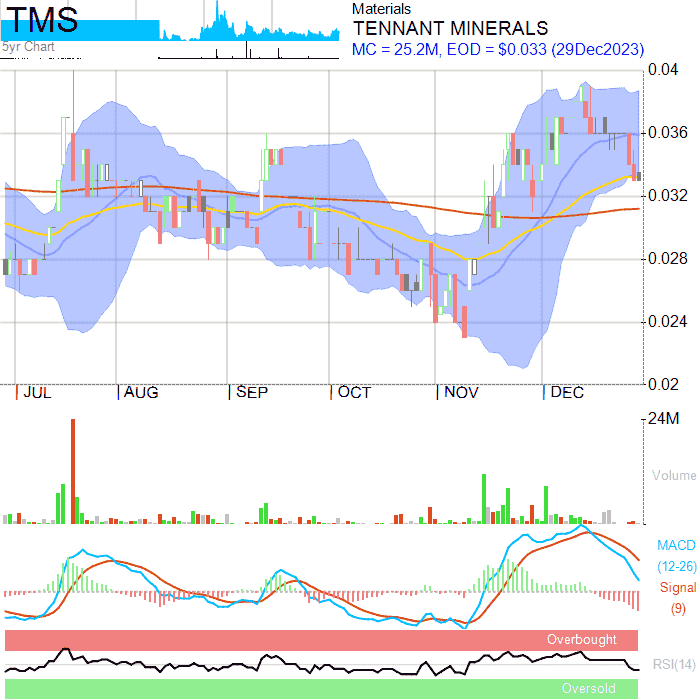 TMS
5yr Chart
Materials
TENNANT MINERALS
MC = 25.2M, EOD = $0.033 (29Dec2023)
0.04
0.036
0.032
0.028
0.024
0.02
JUL AUG SEP OCT NOV DEC
24M
Volume
MACD
(12-26)
Signal
(9)
Overbought
RSI(14)
Oversold